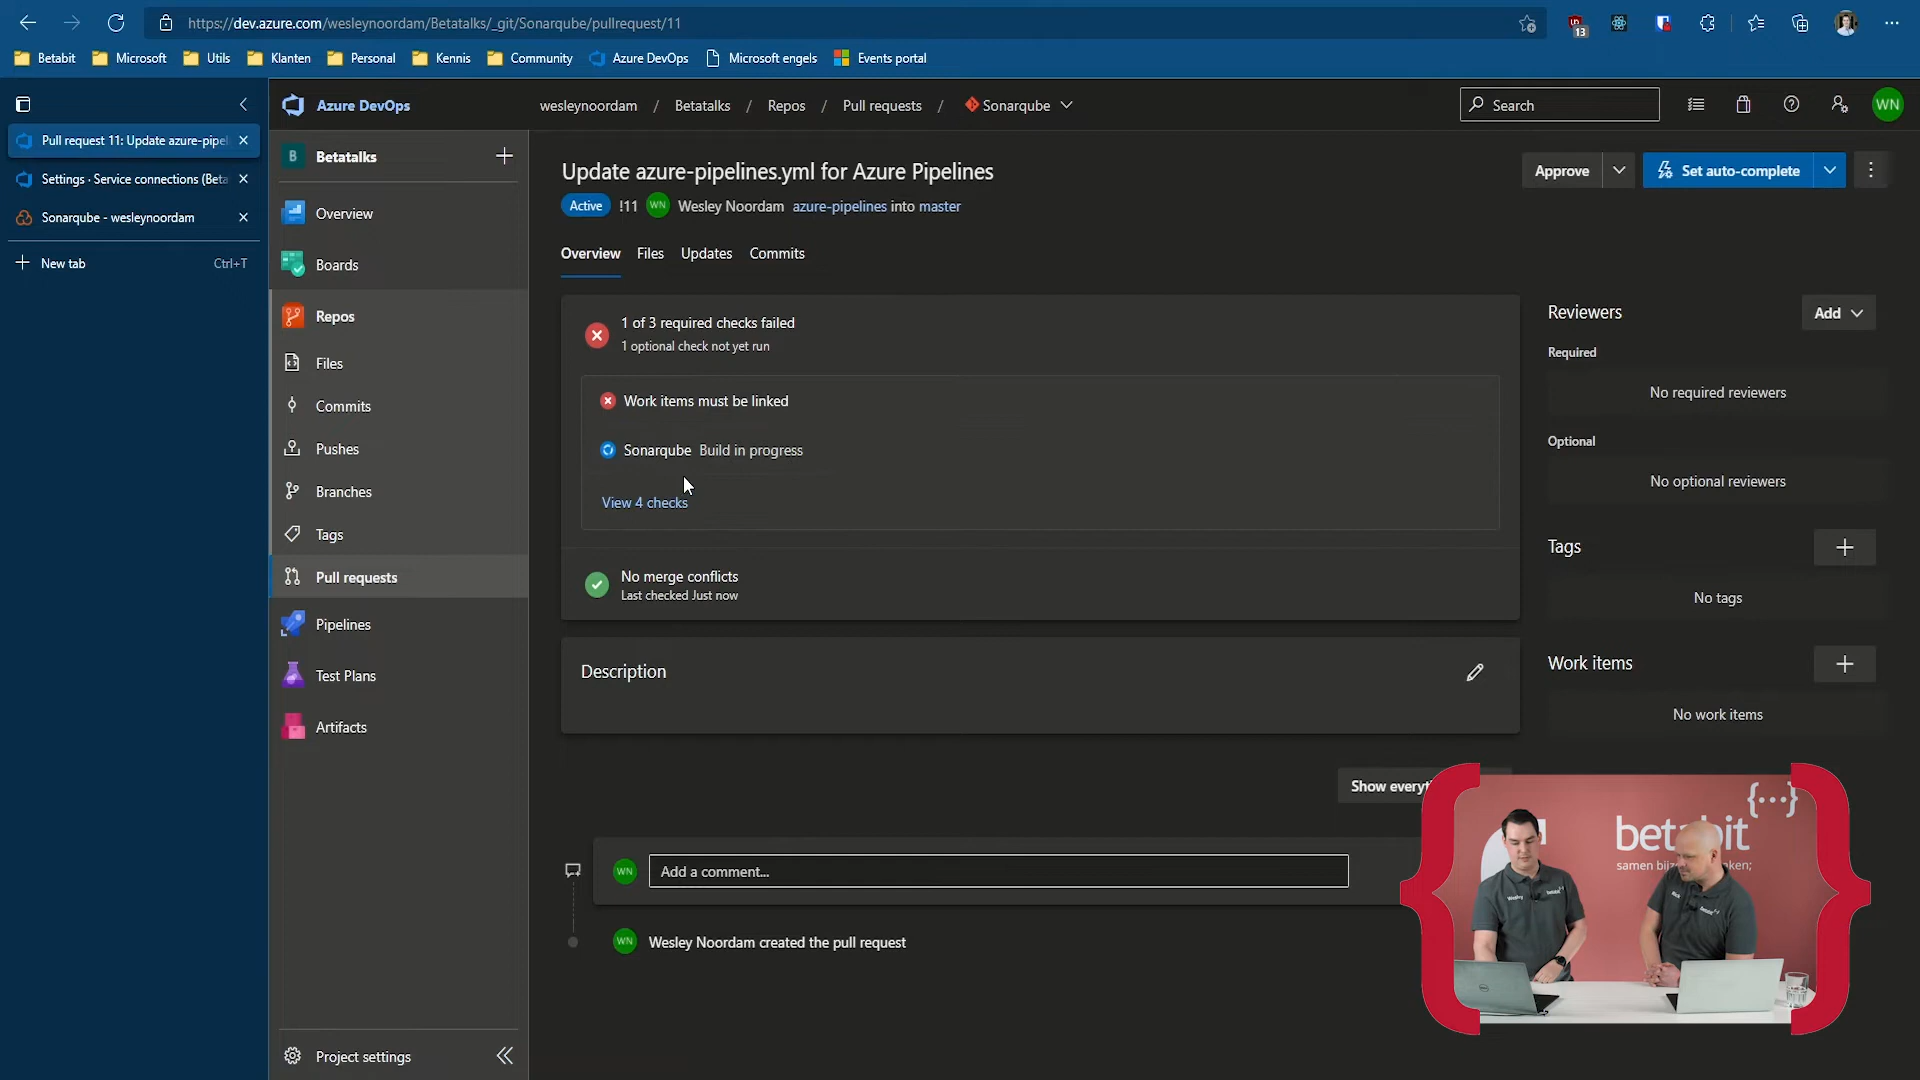 https://dev.azure.com/wesleynoordam/Betatalks/_git/Sonarqube/pullrequest/11
13
Betabit
Microsoft
Utils
Klanten
Personal
Kennis
Community
Azure DevOps
Microsoft engels
Events portal
Pull request 11: Update azure-pipel
Settings · Service connections (Beta
Sonarqube - wesleynoordam
New tab
Ctrl+T
Azure DevOps
wesleynoordam / Betatalks / Repos / Pull requests / Sonarqube
Search
WN
B
Betatalks
Overview
Boards
Repos
Files
Commits
Pushes
Branches
Tags
Pull requests
Pipelines
Test Plans
Artifacts
Project settings
Update azure-pipelines.yml for Azure Pipelines
Approve
Set auto-complete
Active !11 WN Wesley Noordam azure-pipelines into master
Overview
Files
Updates
Commits
1 of 3 required checks failed
1 optional check not yet run
Work items must be linked
Sonarqube Build in progress
View 4 checks
No merge conflicts
Last checked Just now
Description
Show everyt
WN
Add a comment...
WN
Wesley Noordam created the pull request
Reviewers
Add
Required
No required reviewers
Optional
No optional reviewers
Tags
No tags
Work items
No work items
{...}
betabit
samen bij
ken;
Wesley
betabit
Rick
betabit